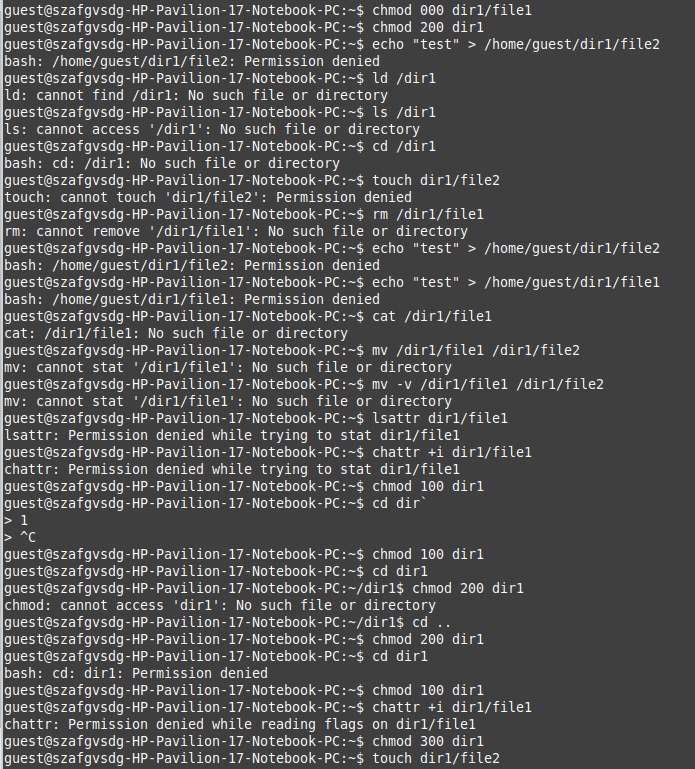 guest@szafgvsdg-HP-Pavilion-17-Notebook-PC:~$ chmod 000 dir1/file1
guest@szafgvsdg-HP-Pavilion-17-Notebook-PC:~$ chmod 200 dir1
guest@szafgvsdg-HP-Pavilion-17-Notebook-PC:~$ echo "test" > /home/guest/dir1/file2
bash: /home/guest/dir1/file2: Permission denied
guest@szafgvsdg-HP-Pavilion-17-Notebook-PC:~$ ld /dir1
ld: cannot find /dir1: No such file or directory
guest@szafgvsdg-HP-Pavilion-17-Notebook-PC:~$ ls /dir1
ls: cannot access '/dir1': No such file or directory
guest@szafgvsdg-HP-Pavilion-17-Notebook-PC:~$ cd /dir1
bash: cd: /dir1: No such file or directory
guest@szafgvsdg-HP-Pavilion-17-Notebook-PC:~$ touch dir1/file2
touch: cannot touch 'dir1/file2': Permission denied
guest@szafgvsdg-HP-Pavilion-17-Notebook-PC:~$ rm /dir1/file1
rm: cannot remove '/dir1/file1': No such file or directory
guest@szafgvsdg-HP-Pavilion-17-Notebook-PC:~$ echo "test" > /home/guest/dir1/file2
bash: /home/guest/dir1/file2: Permission denied
guest@szafgvsdg-HP-Pavilion-17-Notebook-PC:~$ echo "test" > /home/guest/dir1/file1
bash: /home/guest/dir1/file1: Permission denied
guest@szafgvsdg-HP-Pavilion-17-Notebook-PC:~$ cat /dir1/file1
cat: /dir1/file1: No such file or directory
guest@szafgvsdg-HP-Pavilion-17-Notebook-PC:~$ mv /dir1/file1 /dir1/file2
mv: cannot stat '/dir1/file1': No such file or directory
guest@szafgvsdg-HP-Pavilion-17-Notebook-PC:~$ mv -v /dir1/file1 /dir1/file2
mv: cannot stat '/dir1/file1': No such file or directory
guest@szafgvsdg-HP-Pavilion-17-Notebook-PC:~$ lsattr dir1/file1
lsattr: Permission denied while trying to stat dir1/file1
guest@szafgvsdg-HP-Pavilion-17-Notebook-PC:~$ chattr +i dir1/file1
chattr: Permission denied while trying to stat dir1/file1
guest@szafgvsdg-HP-Pavilion-17-Notebook-PC:~$ chmod 100 dir1
guest@szafgvsdg-HP-Pavilion-17-Notebook-PC:~$ cd dir`
> 1
> ^C
guest@szafgvsdg-HP-Pavilion-17-Notebook-PC:~$ chmod 100 dir1
guest@szafgvsdg-HP-Pavilion-17-Notebook-PC:~$ cd dir1
guest@szafgvsdg-HP-Pavilion-17-Notebook-PC:~/dir1$ chmod 200 dir1
chmod: cannot access 'dir1': No such file or directory
guest@szafgvsdg-HP-Pavilion-17-Notebook-PC:~/dir1$ cd ..
guest@szafgvsdg-HP-Pavilion-17-Notebook-PC:~$ chmod 200 dir1
guest@szafgvsdg-HP-Pavilion-17-Notebook-PC:~$ cd dir1
bash: cd: dir1: Permission denied
guest@szafgvsdg-HP-Pavilion-17-Notebook-PC:~$ chmod 100 dir1
guest@szafgvsdg-HP-Pavilion-17-Notebook-PC:~$ chattr +i dir1/file1
chattr: Permission denied while reading flags on dir1/file1
guest@szafgvsdg-HP-Pavilion-17-Notebook-PC:~$ chmod 300 dir1
guest@szafgvsdg-HP-Pavilion-17-Notebook-PC:~$ touch dir1/file2